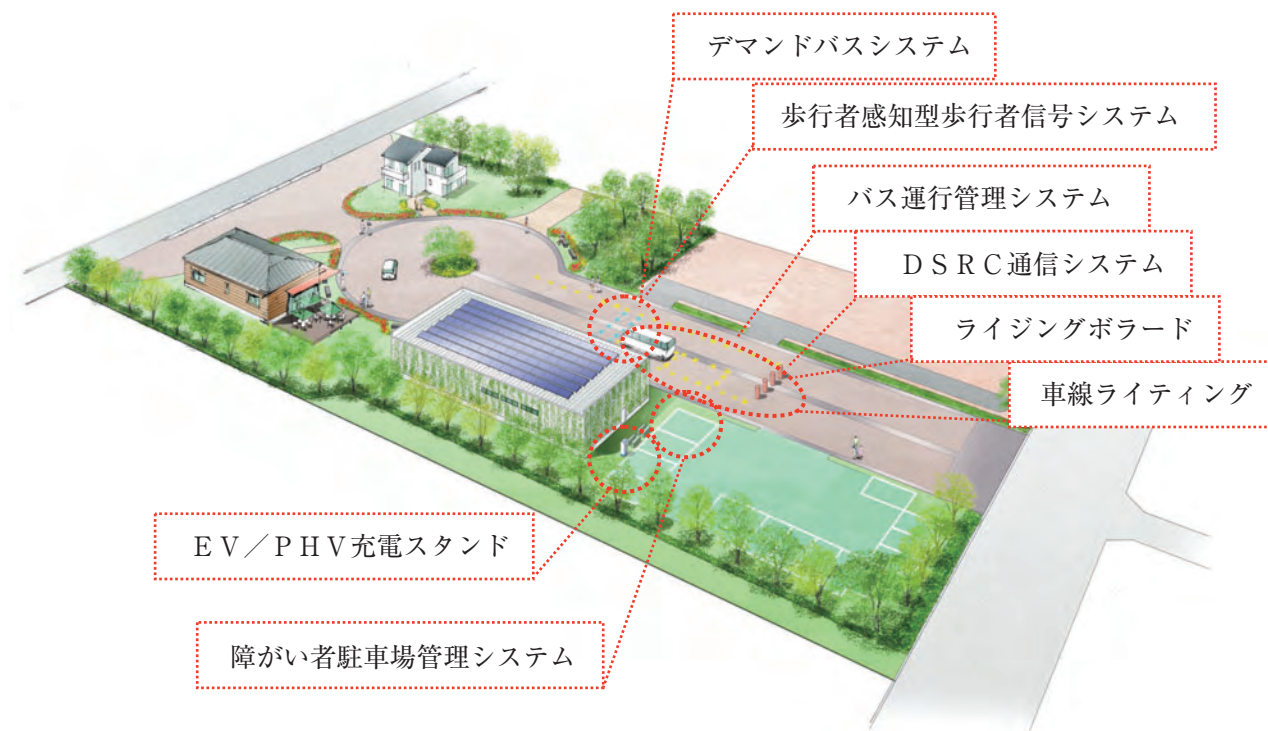 デマンドバスシステム
歩行者感知型歩行者信号システム
バス運行管理システム
ＤＳＲＣ通信システム
ライジングボラード
車線ライティング
ＥＶ／ＰＨＶ充電スタンド
障がい者駐車場管理システム